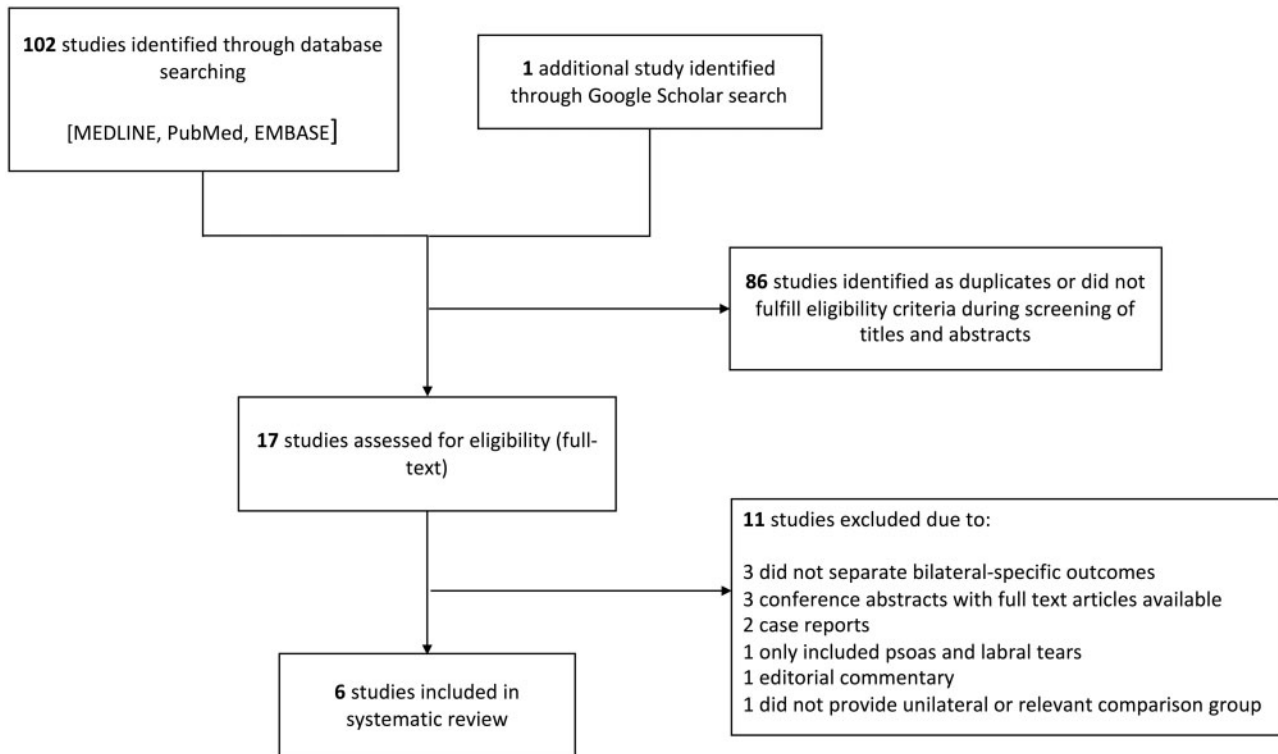 102 studies identified through database
searching
[MEDLINE, PubMed, EMBASE]
1 additional study identified
through Google Scholar search
86 studies identified as duplicates or did not
fulfill eligibility criteria during screening of
titles and abstracts
17 studies assessed for eligibility (full-
text)
11 studies excluded due to:
3 did not separate bilateral-specific outcomes
3 conference abstracts with full text articles available
2 case reports
1 only included psoas and labral tears
1 editorial commentary
1 did not provide unilateral or relevant comparison group
6 studies included in
systematic review